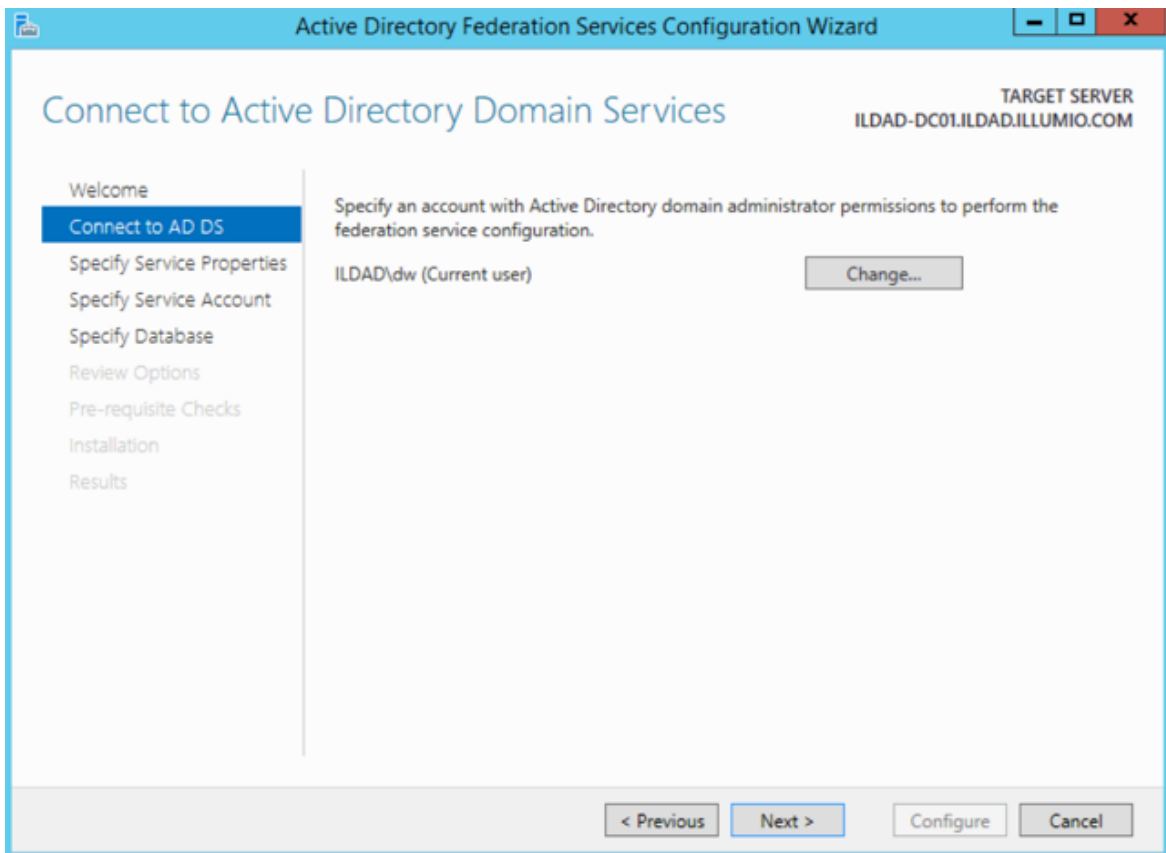 Active Directory Federation Services Configuration Wizard
Connect to Active Directory Domain Services
TARGET SERVER
ILDAD-DC01.ILDAD.ILLUMIO.COM
Welcome
Connect to AD DS
Specify Service Properties
Specify Service Account
Specify Database
Review Options
Pre-requisite Checks
Installation
Results
Specify an account with Active Directory domain administrator permissions to perform the
federation service configuration.
ILDAD\dw (Current user)
Change...
< Previous
Next >
Configure
Cancel